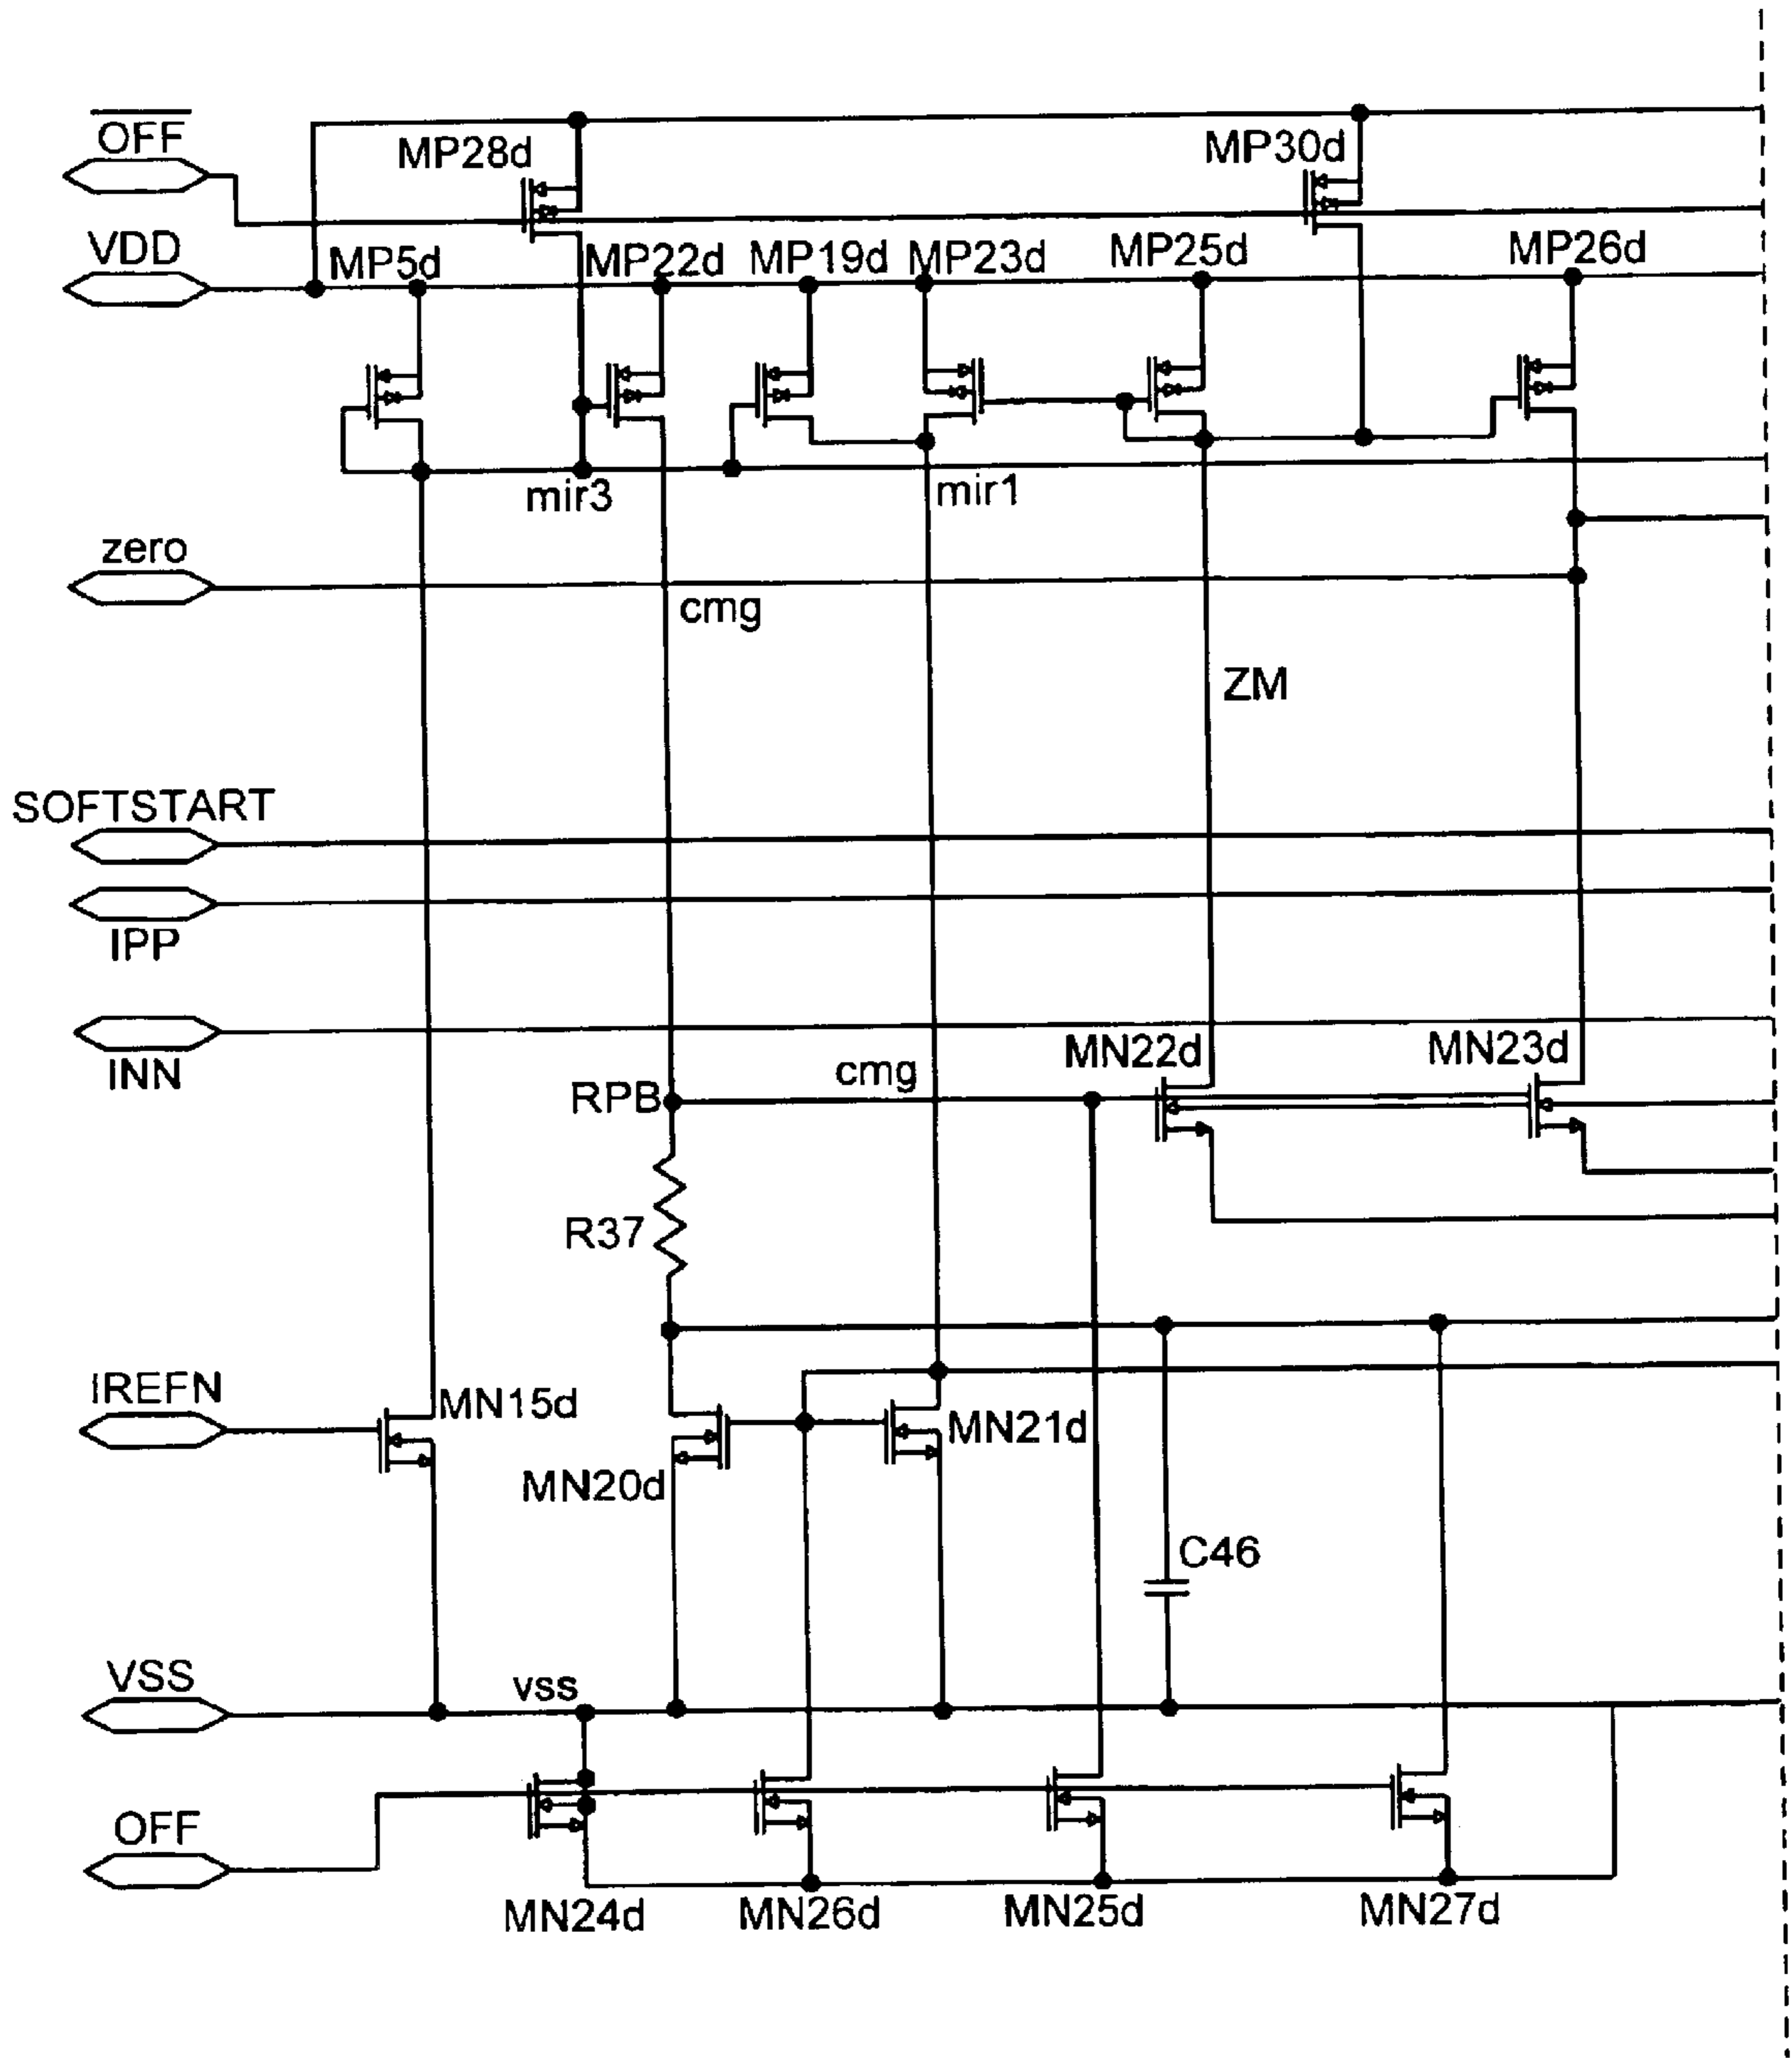 OFF
MP28d
MP30d
VDD
MP5d
MP22d
MP19d
MP23d
MP25d
MP26d
mir3
mir1
zero
cmg
ZM
SOFTSTART
IPP
INN
RPB
cmg
MN22d
MN23d
R37
IREFN
MN15d
MN20d
MN21d
C46
VSS
vss
OFF
MN24d
MN26d
MN25d
MN27d